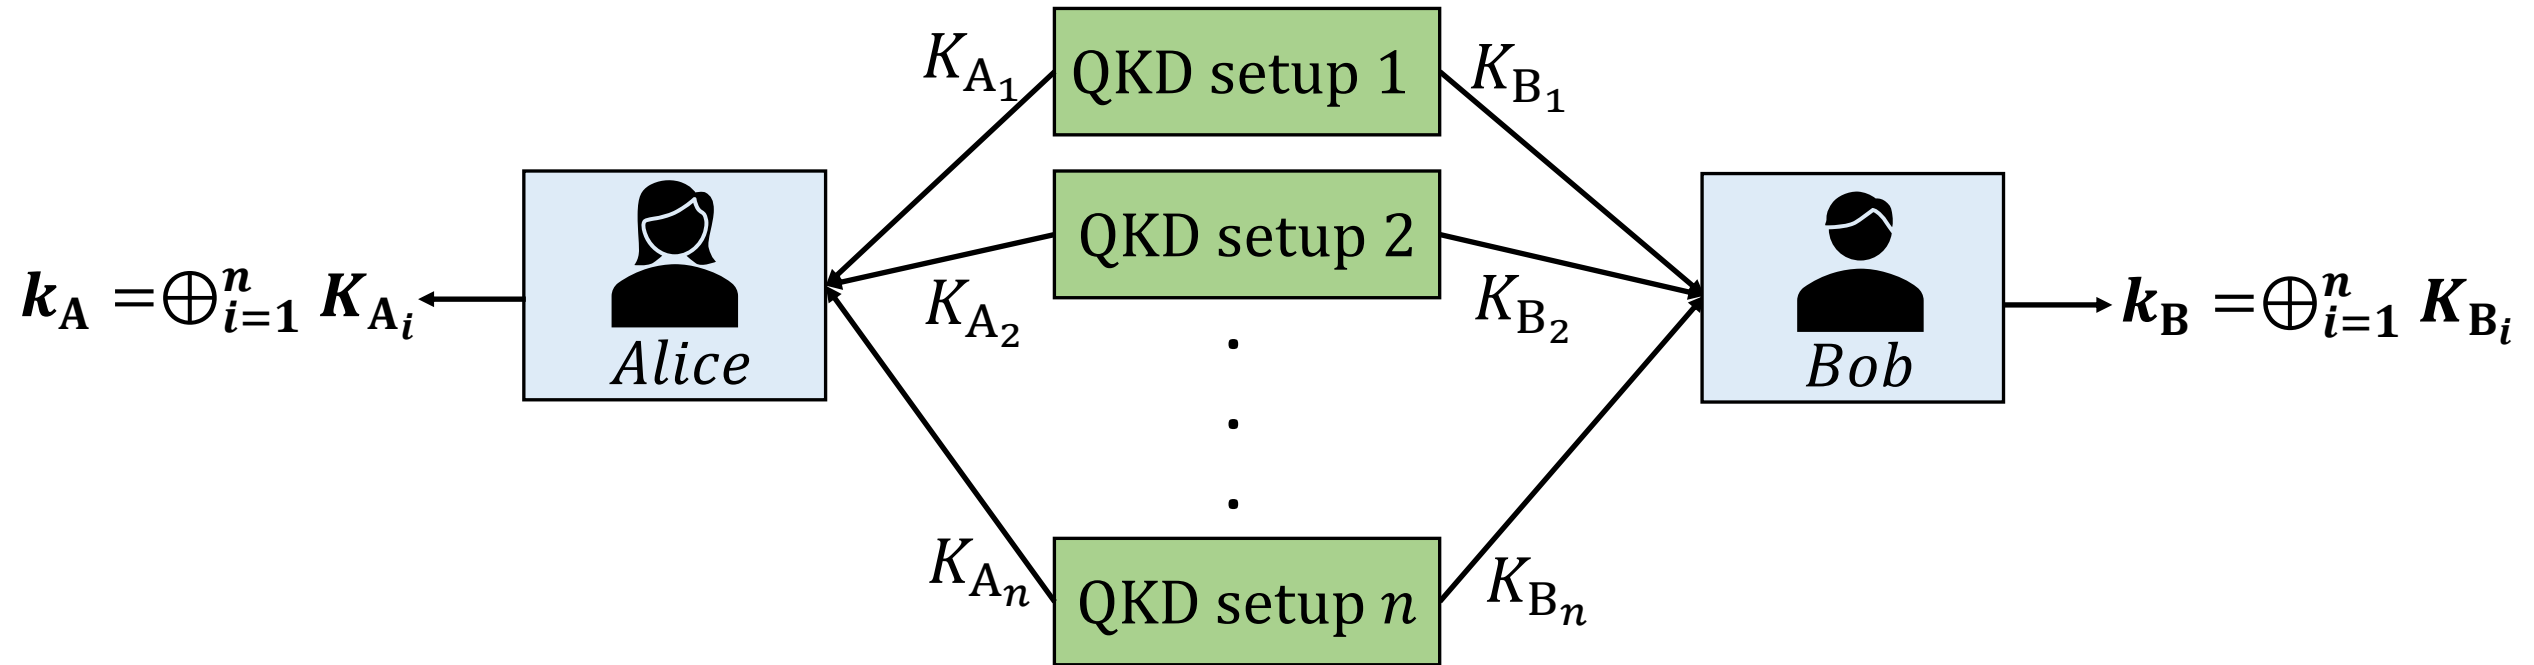 K_{A_1}
QKD setup 1
K_{B_1}
QKD setup 2
K_{A_2}
K_{B_2}
Alice
Bob
k_A = ⊕_{i=1}^{n} K_{A_i}
k_B = ⊕_{i=1}^{n} K_{B_i}
K_{A_n}
QKD setup n
K_{B_n}